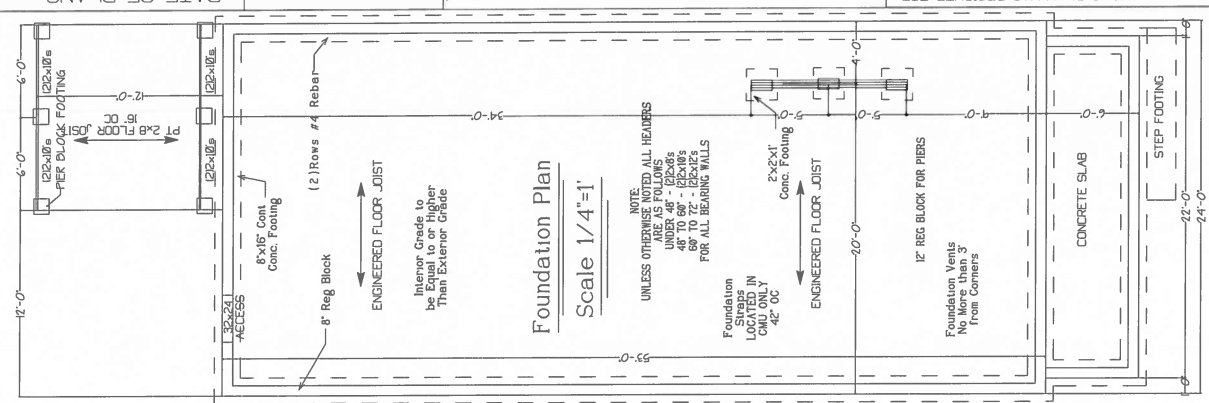 DATE OF PLANS
6'-0"
6'-0"
12'-0"
(2)2x10's
(2)2x10's
PIER BLOCK FOOTING
PT 2x8 FLOOR JOIST
16' OC
12'-0"
(2)2x10's
(2)2x10's
32x24
ACCESS
8"x16" Cont
Conc. Footing
(2)Rows #4 Rebar
8" Reg Block
ENGINEERED FLOOR JOIST
Interior Grade to
be Equal to or Higher
Than Exterior Grade
34'-0"
53'-0"
Foundation Plan
Scale 1/4"=1'
NOTE:
UNLESS OTHERWISE NOTED ALL HEADERS
ARE AS FOLLOWS
UNDER 48" - (2)2x8's
48" TO 60" - (2)2x10's
60" TO 72" - (2)2x12's
FOR ALL BEARING WALLS
Foundation
Straps
LOCATED IN
CMU ONLY
42" OC
2'x2'x1'
Conc. Footing
ENGINEERED FLOOR JOIST
5'-0"
5'-0"
4'-0"
20'-0"
9'-0"
12" REG BLOCK FOR PIERS
Foundation Vents
No More than 3'
from Corners
6'-0"
CONCRETE SLAB
STEP FOOTING
22'-0"
24'-0"